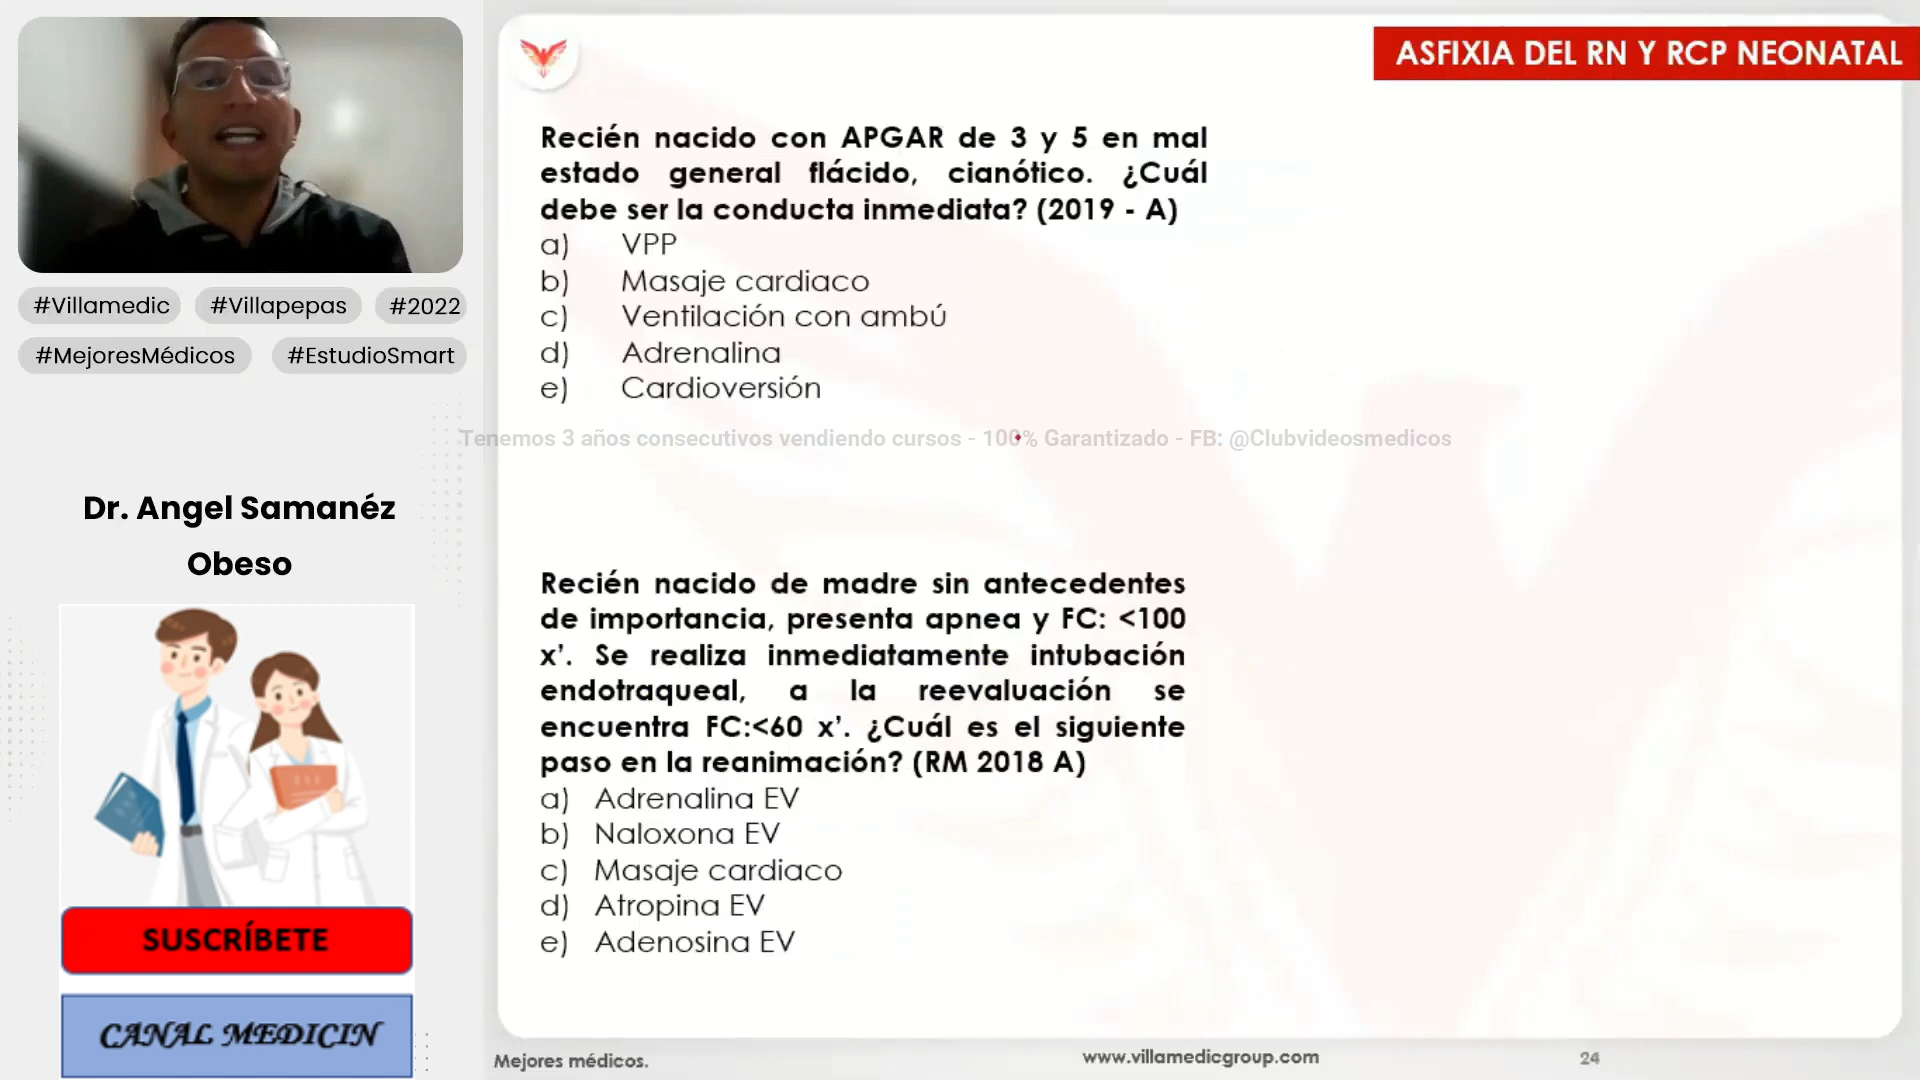 ASFIXIA DEL RN Y RCP NEONATAL
Recién nacido con APGAR de 3 y 5 en mal
estado general flácido, cianótico. ¿Cuál
debe ser la conducta inmediata? (2019 - A)
a) VPP
b) Masaje cardiaco
c) Ventilación con ambú
d) Adrenalina
e) Cardioversión
Tenemos 3 años consecutivos vendiendo cursos - 100% Garantizado - FB: @Clubvideosmedicos
Recién nacido de madre sin antecedentes
de importancia, presenta apnea y FC: <100
x’. Se realiza inmediatamente intubación
endotraqueal, a la reevaluación se
encuentra FC:<60 x’. ¿Cuál es el siguiente
paso en la reanimación? (RM 2018 A)
a) Adrenalina EV
b) Naloxona EV
c) Masaje cardiaco
d) Atropina EV
e) Adenosina EV
#Villamedic #Villapepas #2022
#MejoresMédicos #EstudioSmart
Dr. Angel Samanéz
Obeso
SUSCRÍBETE
CANAL MEDICIN
Mejores médicos.
www.villamedicgroup.com
24